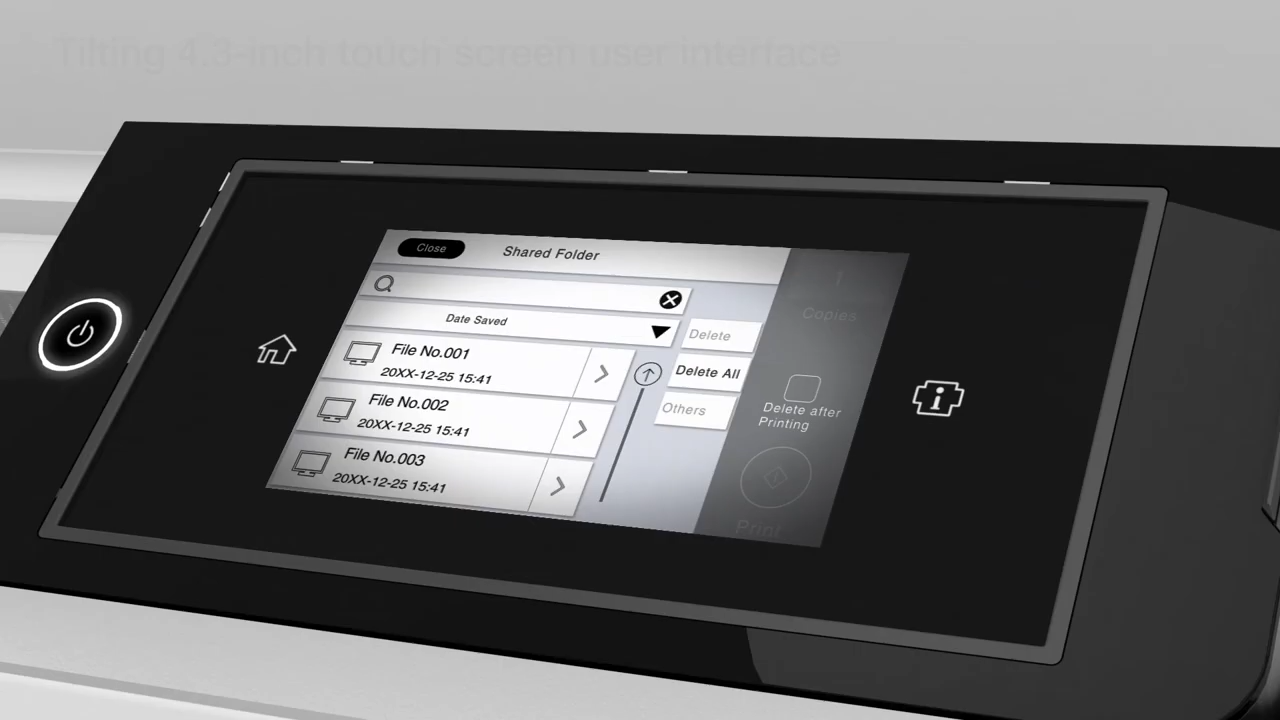 Tilting 4.3-inch touch screen user interface
Close
Shared Folder
Date Saved
File No.001
20XX-12-25 15:41
File No.002
20XX-12-25 15:41
File No.003
20XX-12-25 15:41
Delete
Delete All
Others
1
Copies
Delete after
Printing
Print